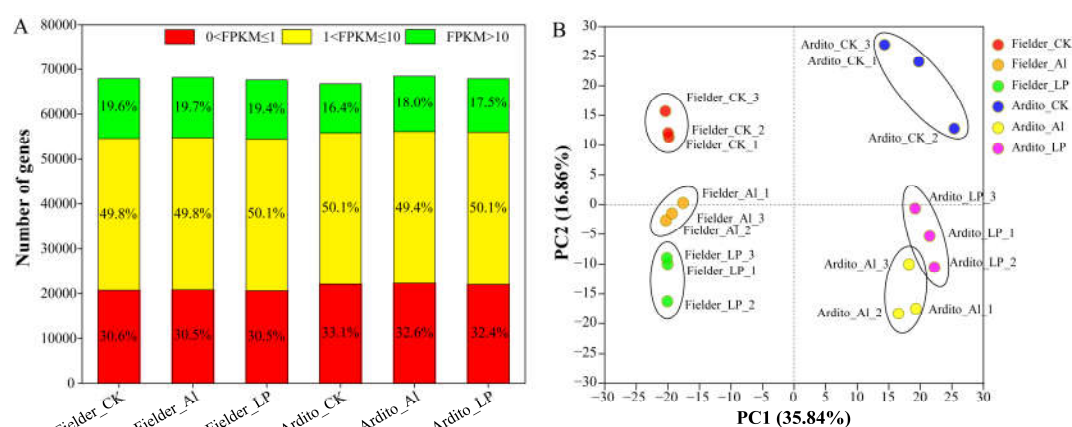 A
0<FPKM≤1 1<FPKM≤10 FPKM>10
Number of genes
80000
70000
60000
50000
40000
30000
20000
10000
0
19.6% 19.7% 19.4% 16.4% 18.0% 17.5%
49.8% 49.8% 50.1% 50.1% 49.4% 50.1%
30.6% 30.5% 30.5% 33.1% 32.6% 32.4%
Fielder_CK Fielder_Al Fielder_LP Ardito_CK Ardito_Al Ardito_LP
B
PC2 (16.86%)
30
25
20
15
10
5
0
−5
−10
−15
−20
−25
−30
Ardito_CK_3
Ardito_CK_1
Fielder_CK_3
Fielder_CK_2
Fielder_CK_1
Ardito_CK_2
Fielder_Al_1
Fielder_Al_3
Fielder_Al_2
Ardito_LP_3
Ardito_LP_1
Fielder_LP_3
Fielder_LP_1
Fielder_LP_2
Ardito_Al_3
Ardito_LP_2
Ardito_Al_2
Ardito_Al_1
−30 −25 −20 −15 −10 −5 0 5 10 15 20 25 30
PC1 (35.84%)
Fielder_CK
Fielder_Al
Fielder_LP
Ardito_CK
Ardito_Al
Ardito_LP